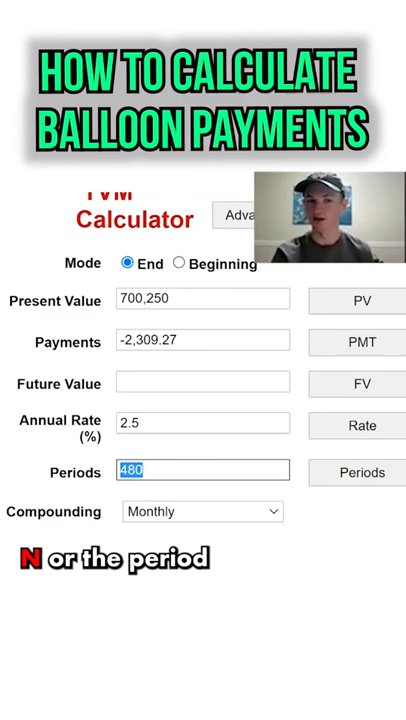 HOW TO CALCULATE
BALLOON PAYMENTS
TVM
Calculator
Mode End Beginning
Present Value 700,250 PV
Payments -2,309.27 PMT
Future Value FV
Annual Rate 2.5 Rate
(%)
Periods 480 Periods
Compounding Monthly
N or the period